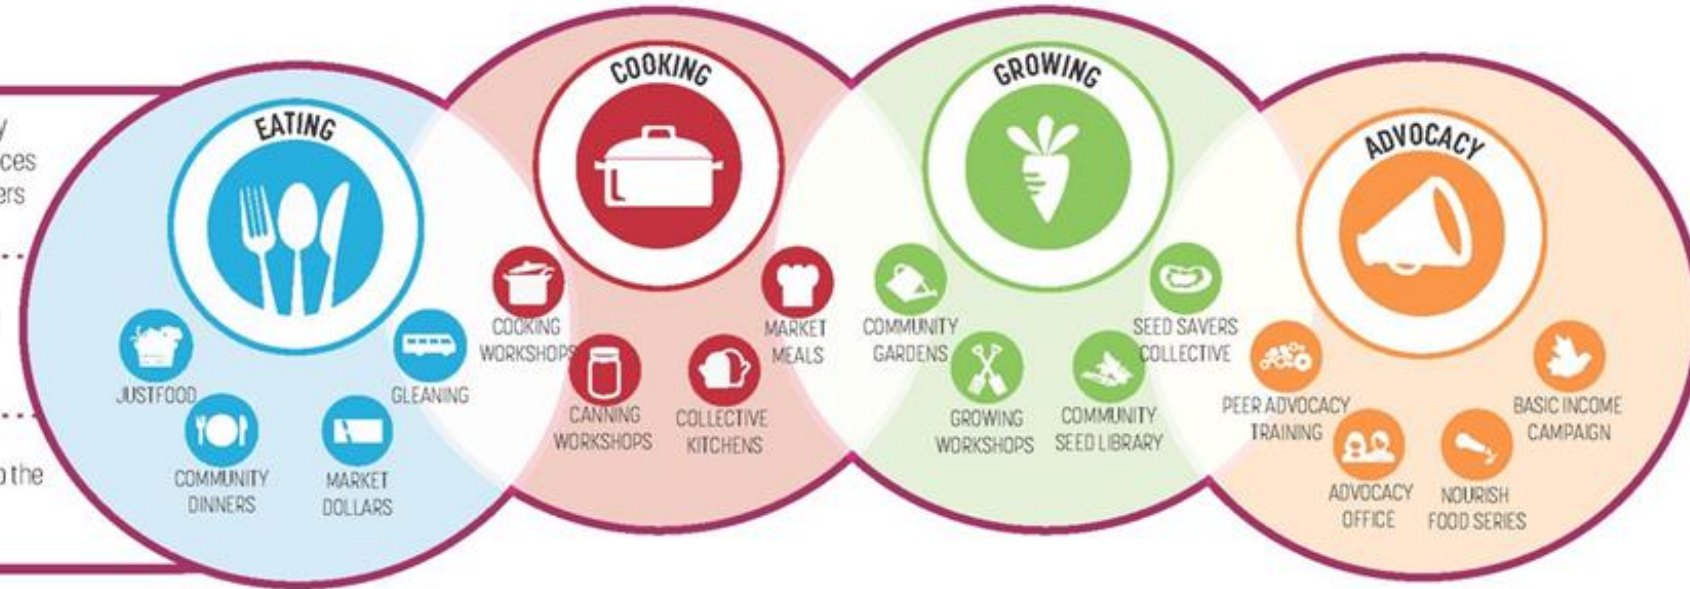 ces
ers
o the
EATING
JUSTFOOD
COMMUNITY
DINNERS
MARKET
DOLLARS
GLEANING
COOKING
COOKING
WORKSHOPS
CANNING
WORKSHOPS
COLLECTIVE
KITCHENS
MARKET
MEALS
GROWING
COMMUNITY
GARDENS
GROWING
WORKSHOPS
COMMUNITY
SEED LIBRARY
SEED SAVERS
COLLECTIVE
ADVOCACY
PEER ADVOCACY
TRAINING
ADVOCACY
OFFICE
NOURISH
FOOD SERIES
BASIC INCOME
CAMPAIGN